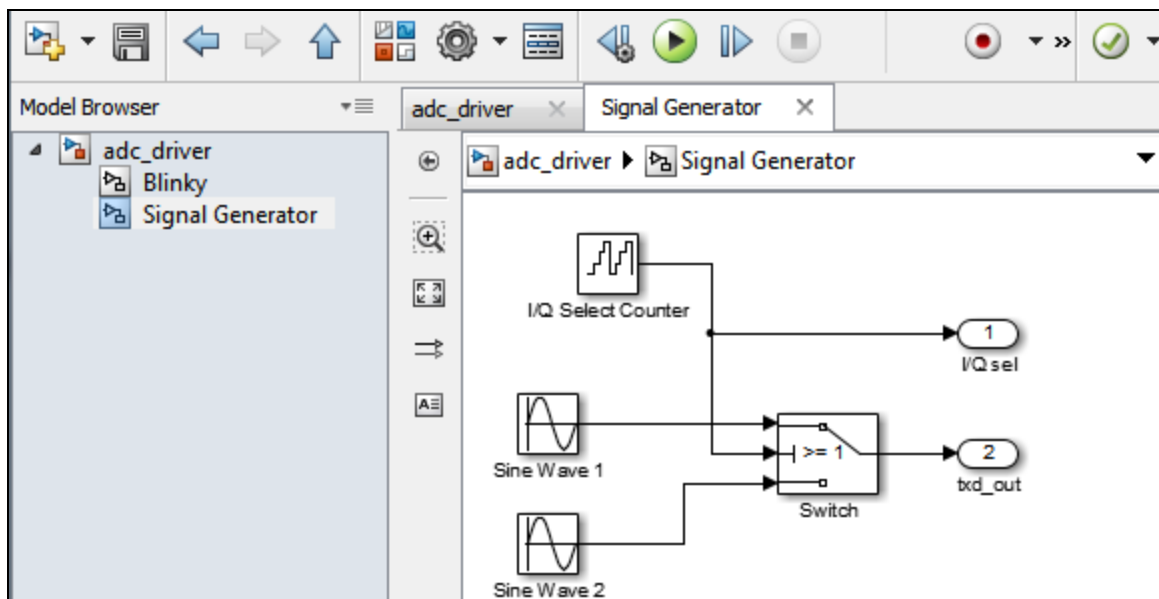 Model Browser
adc_driver
Signal Generator
adc_driver
Blinky
Signal Generator
adc_driver
Signal Generator
I/Q Select Counter
1
I/Q sel
Sine Wave 1
>= 1
Switch
2
txd_out
Sine Wave 2